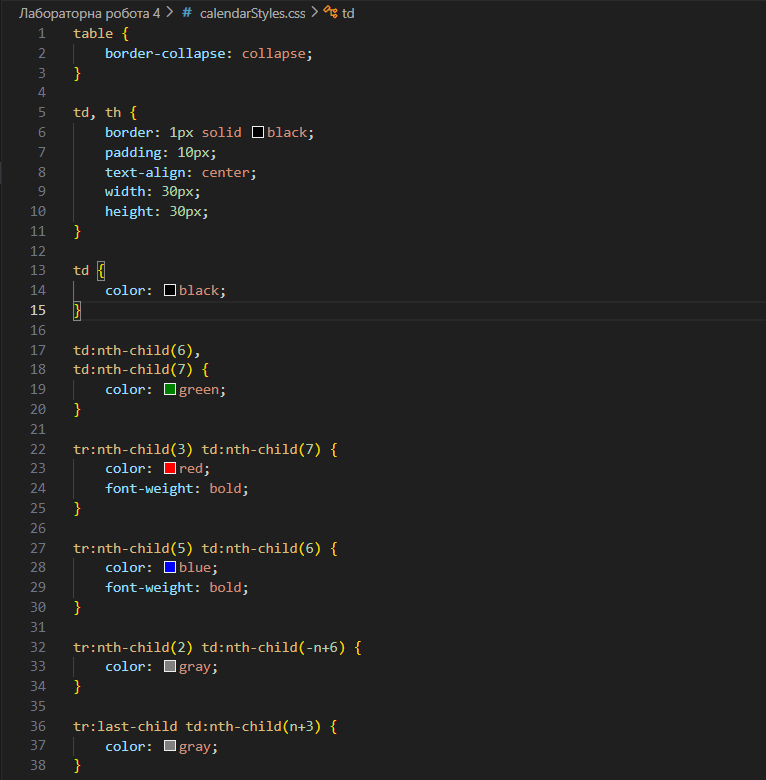 Лабораторна робота 4 > # calendarStyles.css > td
1 table {
2 border-collapse: collapse;
3 }
4
5 td, th {
6 border: 1px solid black;
7 padding: 10px;
8 text-align: center;
9 width: 30px;
10 height: 30px;
11 }
12
13 td {
14 color: black;
15 }
16
17 td:nth-child(6),
18 td:nth-child(7) {
19 color: green;
20 }
21
22 tr:nth-child(3) td:nth-child(7) {
23 color: red;
24 font-weight: bold;
25 }
26
27 tr:nth-child(5) td:nth-child(6) {
28 color: blue;
29 font-weight: bold;
30 }
31
32 tr:nth-child(2) td:nth-child(-n+6) {
33 color: gray;
34 }
35
36 tr:last-child td:nth-child(n+3) {
37 color: gray;
38 }